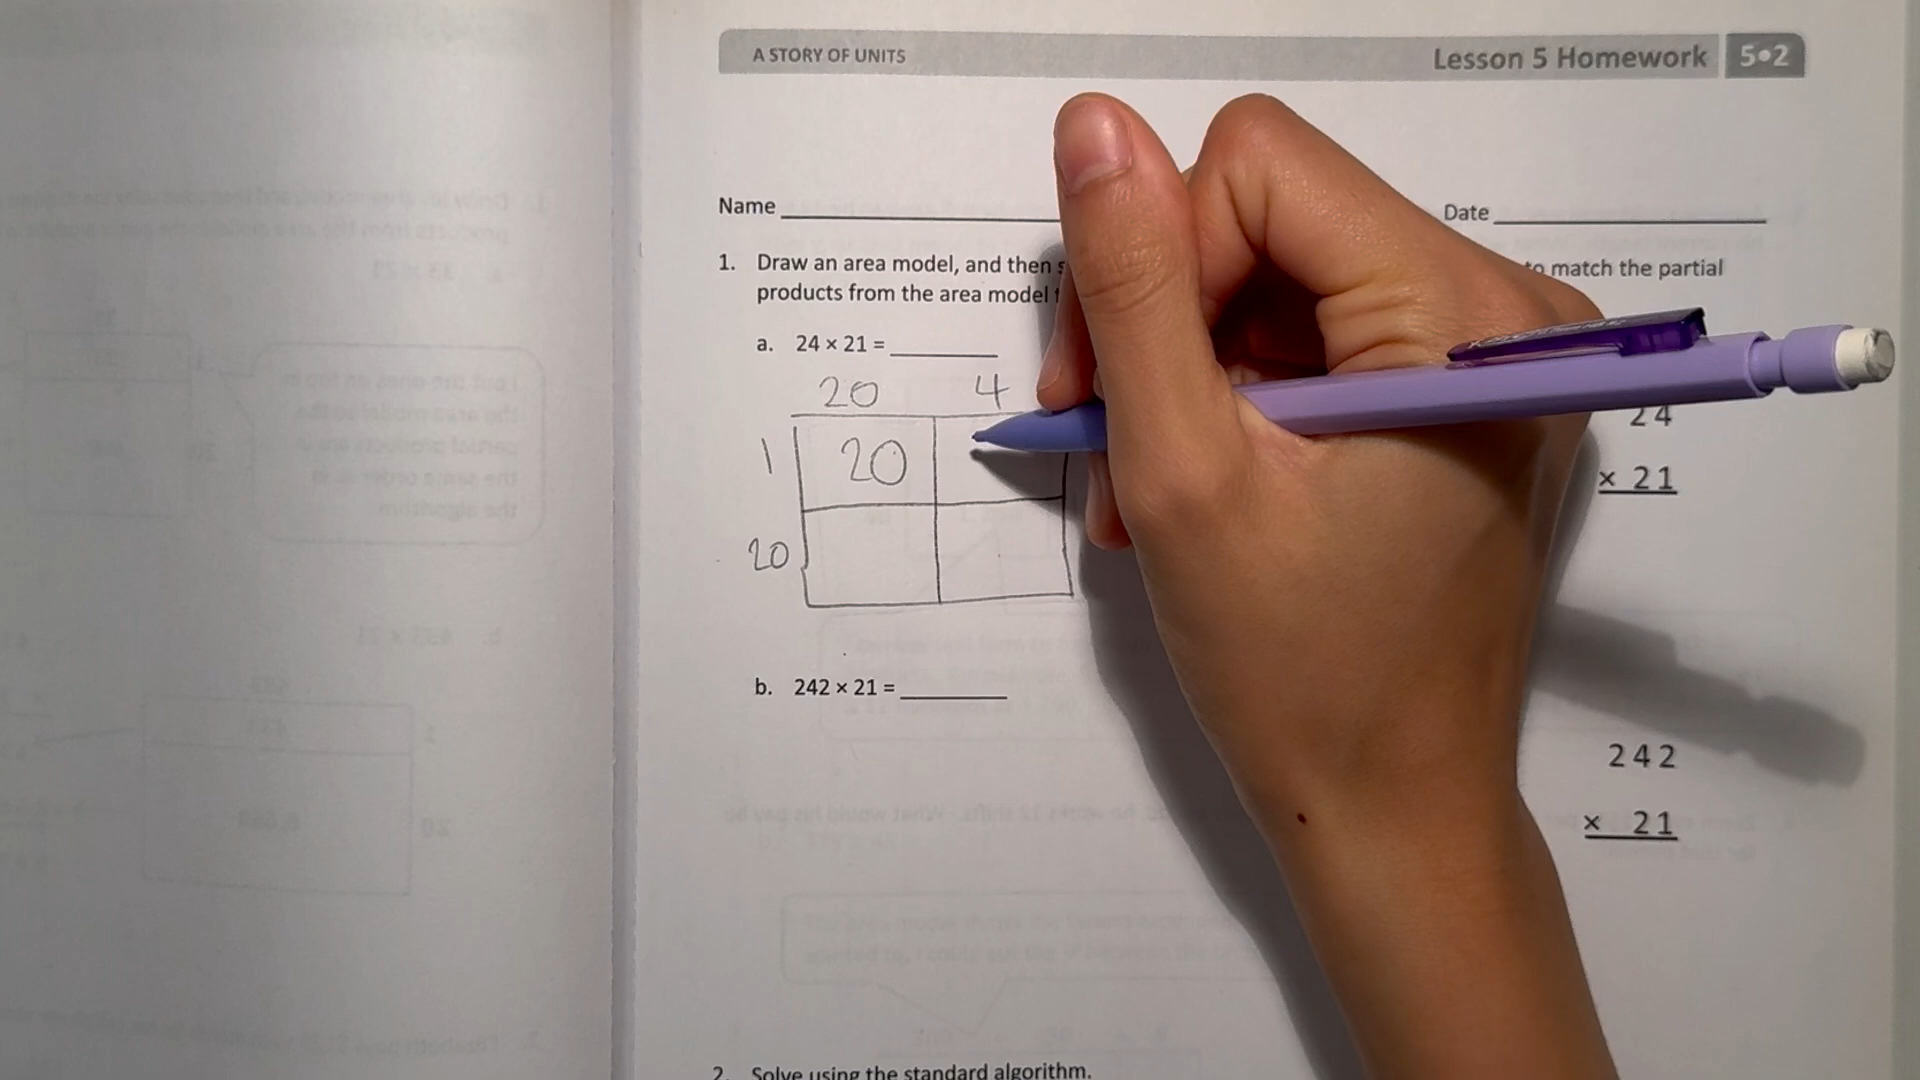 A STORY OF UNITS
Lesson 5 Homework 5•2
Name
Date
1. Draw an area model, and then to match the partial
products from the area model
a. 24 × 21 =
20 4
1 20
20
24
× 21
b. 242 × 21 =
242
× 21
2. Solve using the standard algorithm.